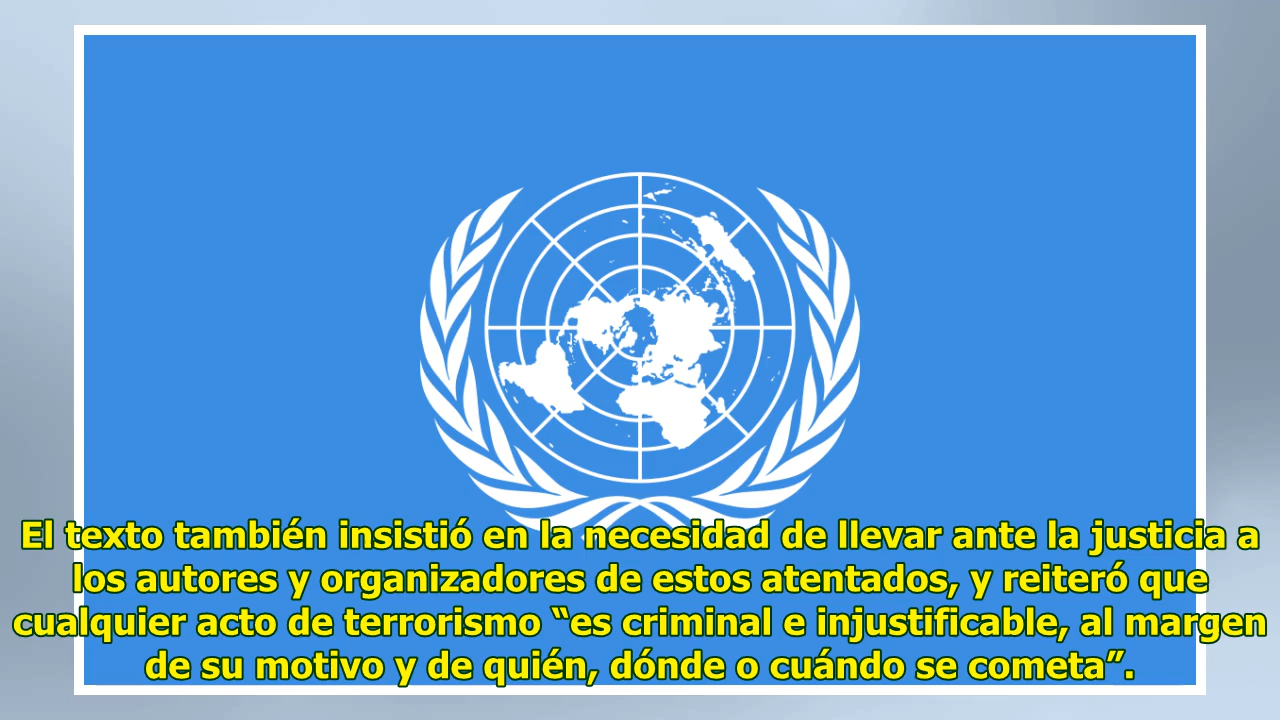 El texto también insistió en la necesidad de llevar ante la justicia a
los autores y organizadores de estos atentados, y reiteró que
cualquier acto de terrorismo “es criminal e injustificable, al margen
de su motivo y de quién, dónde o cuándo se cometa”.